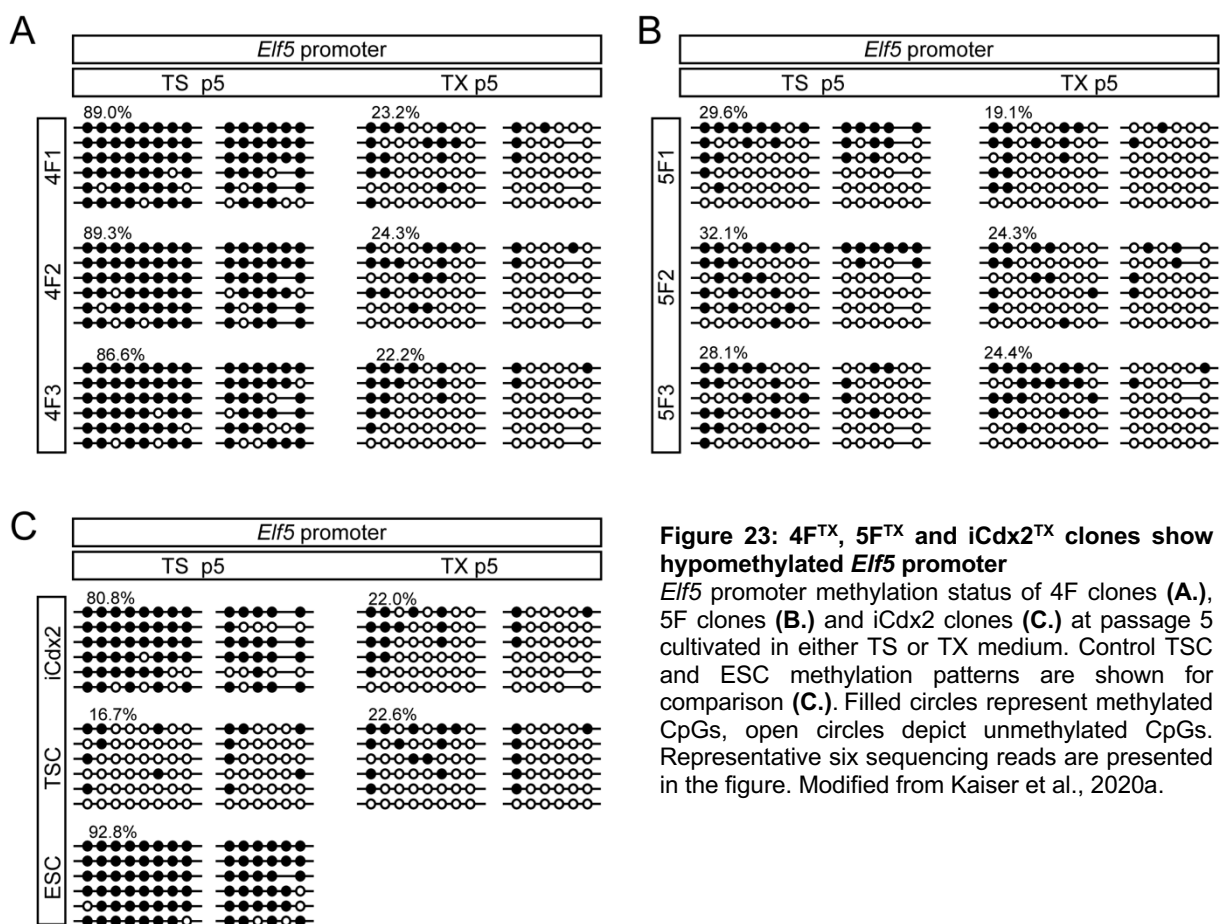 A
Elf5 promoter
TS p5
TX p5
4F1
89.0%
23.2%
4F2
89.3%
24.3%
4F3
86.6%
22.2%
B
Elf5 promoter
TS p5
TX p5
5F1
29.6%
19.1%
5F2
32.1%
24.3%
5F3
28.1%
24.4%
C
Elf5 promoter
TS p5
TX p5
iCdx2
80.8%
22.0%
TSC
16.7%
22.6%
ESC
92.8%
Figure 23: 4FTX, 5FTX and iCdx2TX clones show
hypomethylated Elf5 promoter
Elf5 promoter methylation status of 4F clones (A.),
5F clones (B.) and iCdx2 clones (C.) at passage 5
cultivated in either TS or TX medium. Control TSC
and ESC methylation patterns are shown for
comparison (C.). Filled circles represent methylated
CpGs, open circles depict unmethylated CpGs.
Representative six sequencing reads are presented
in the figure. Modified from Kaiser et al., 2020a.